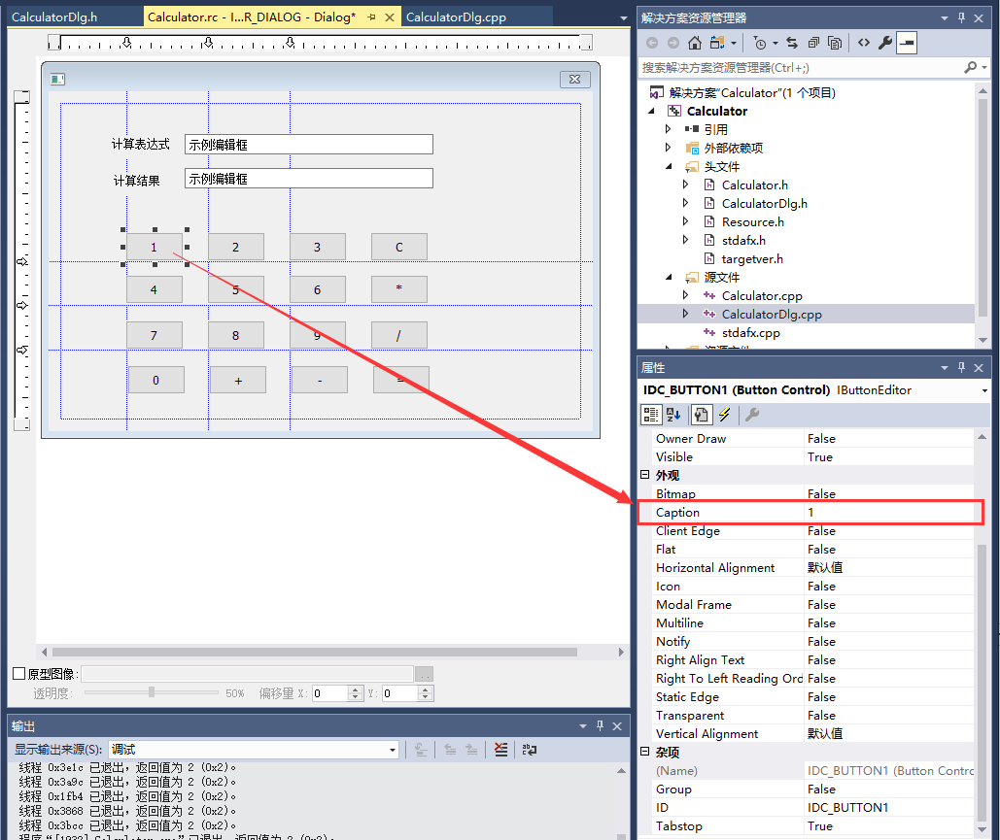 CalculatorDlg.h
Calculator.rc - I...R_DIALOG - Dialog*
CalculatorDlg.cpp
计算表达式
示例编辑框
计算结果
示例编辑框
1
2
3
C
4
5
6
*
7
8
9
/
0
+
-
=
原型图像:
透明度:
50%
偏移量 X:
0
Y:
0
输出
显示输出来源(S):
调试
线程 0x3e1c 已退出，返回值为 2 (0x2)。
线程 0x3a9c 已退出，返回值为 2 (0x2)。
线程 0x1fb4 已退出，返回值为 2 (0x2)。
线程 0x3868 已退出，返回值为 2 (0x2)。
线程 0x3bcc 已退出，返回值为 2 (0x2)。
解决方案资源管理器
搜索解决方案资源管理器(Ctrl+;)
解决方案"Calculator"(1 个项目)
Calculator
引用
外部依赖项
头文件
Calculator.h
CalculatorDlg.h
Resource.h
stdafx.h
targetver.h
源文件
Calculator.cpp
CalculatorDlg.cpp
stdafx.cpp
资源文件
属性
IDC_BUTTON1 (Button Control) IButtonEditor
Owner Draw False
Visible True
外观
Bitmap False
Caption 1
Client Edge False
Flat False
Horizontal Alignment 默认值
Icon False
Modal Frame False
Multiline False
Notify False
Right Align Text False
Right To Left Reading Ord False
Static Edge False
Transparent False
Vertical Alignment 默认值
杂项
(Name) IDC_BUTTON1 (Button Contro
Group False
ID IDC_BUTTON1
Tabstop True